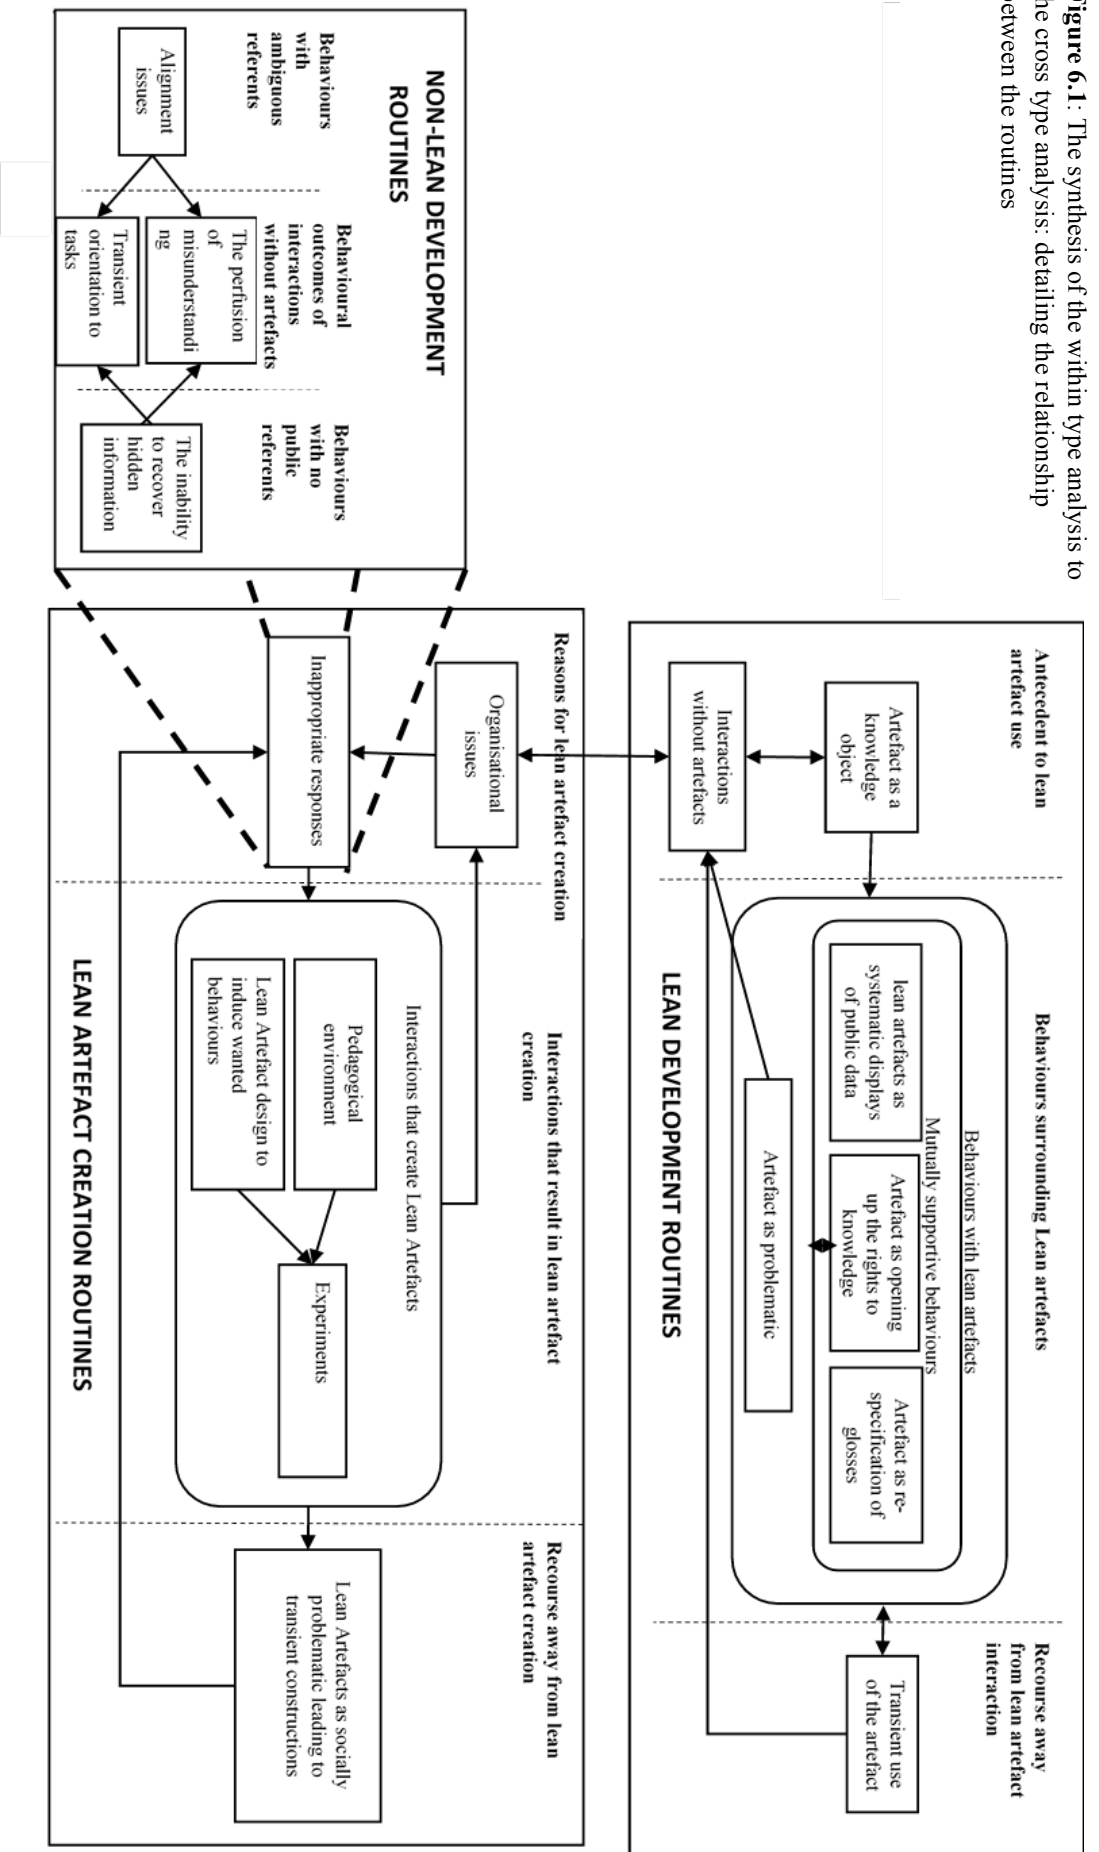 Figure 6.1: The synthesis of the within type analysis to
the cross type analysis: detailing the relationship
between the routines
Antecedent to lean
artefact use
Behaviours surrounding Lean artefacts
Recourse away
from lean artefact
interaction
Artefact as a
knowledge
object
Interactions
without artefacts
Behaviours with lean artefacts
Mutually supportive behaviours
lean artefacts as
systematic displays
of public data
Artefact as opening
up the rights to
knowledge
Artefact as re-
specification of
glosses
Artefact as problematic
Transient use
of the artefact
LEAN DEVELOPMENT ROUTINES
NON-LEAN DEVELOPMENT
ROUTINES
Behaviours
with
ambiguous
referents
Behavioural
outcomes of
interactions
without artefacts
Behaviours
with no
public
referents
Alignment
issues
The perfusion
of
misunderstandi
ng
Transient
orientation to
tasks
The inability
to recover
hidden
information
Reasons for lean artefact creation
Interactions that result in lean artefact
creation
Recourse away from lean
artefact creation
Organisational
issues
Inappropriate responses
Interactions that create Lean Artefacts
Pedagogical
environment
Lean Artefact design to
induce wanted
behaviours
Experiments
Lean Artefacts as socially
problematic leading to
transient constructions
LEAN ARTEFACT CREATION ROUTINES